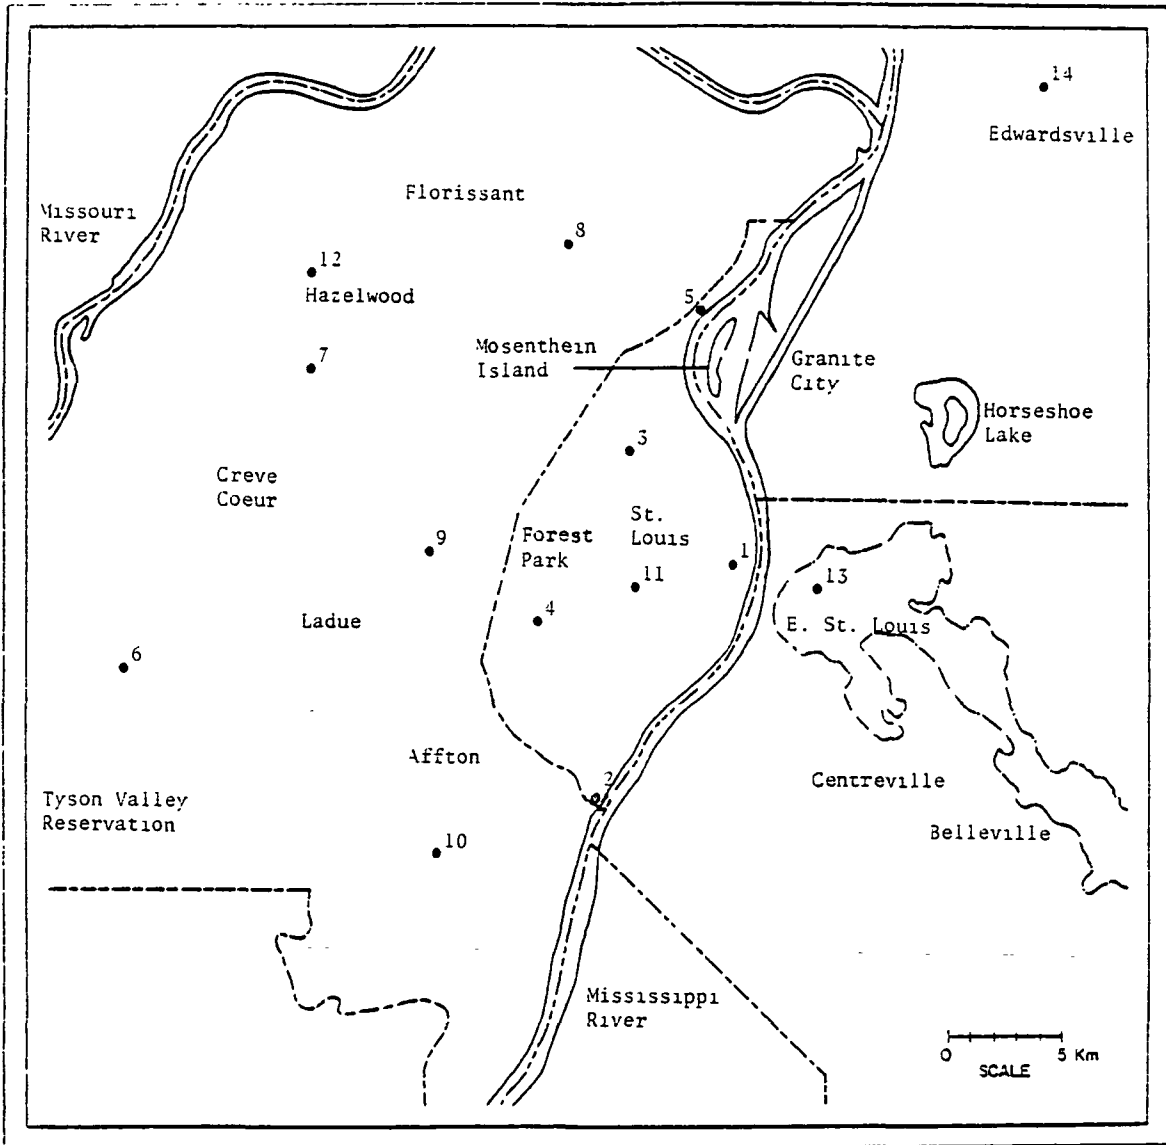 14
Edwardsville
Florissant
Missouri
River
8
12
Hazelwood
5
Mosenthein
Island
7
Granite
City
Horseshoe
Lake
3
Creve
Coeur
St.
Louis
Forest
Park
9
1
11
13
4
Ladue
E. St. Louis
6
Affton
2
Centreville
Tyson Valley
Reservation
Belleville
10
Mississippi
River
0 5 Km
SCALE